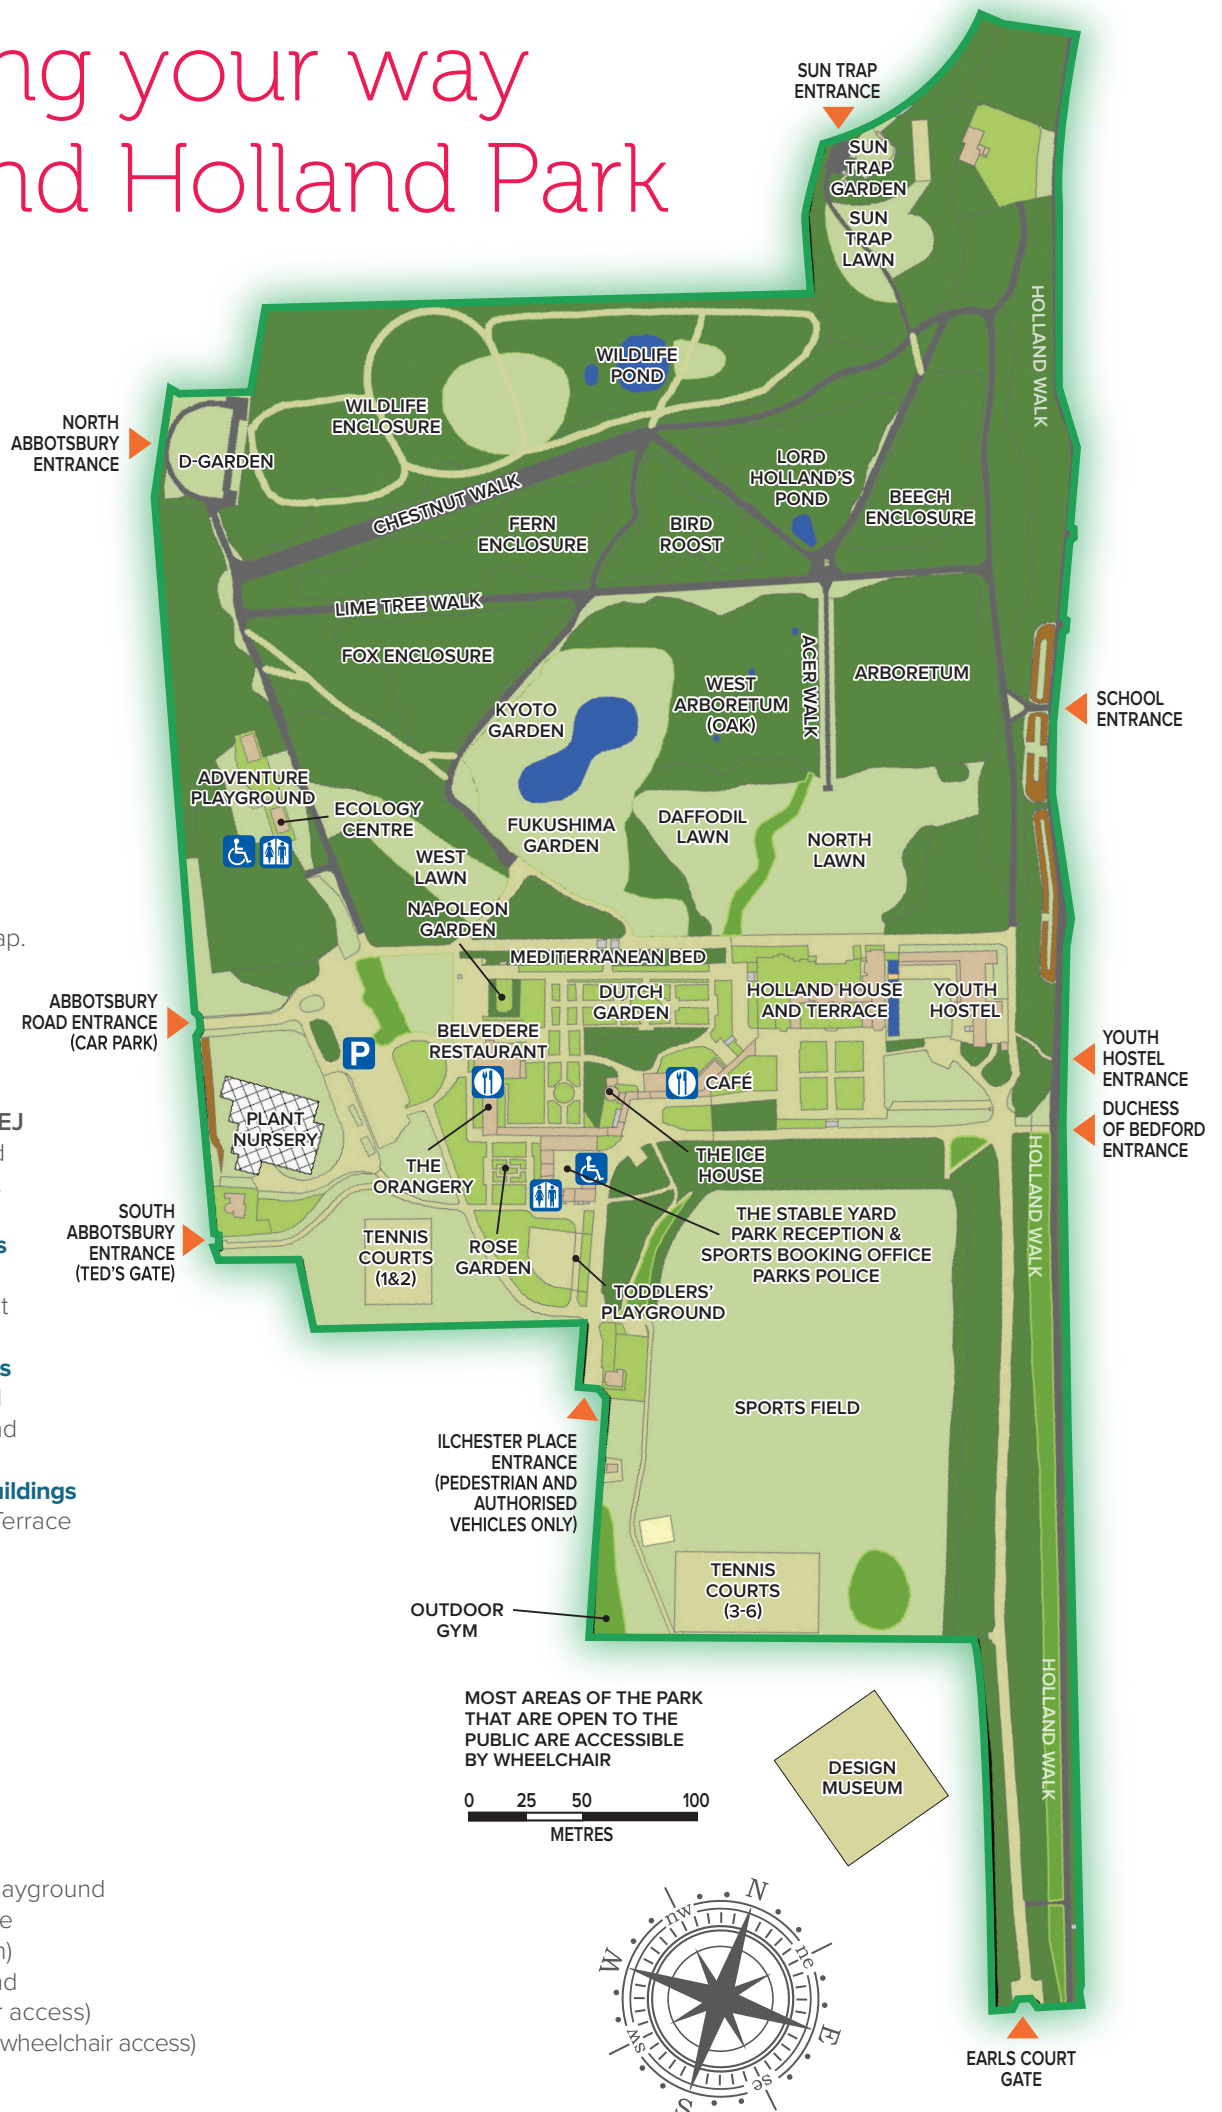 ng your way
nd Holland Park
SUN TRAP
ENTRANCE
SUN
TRAP
GARDEN
SUN
TRAP
LAWN
HOLLAND WALK
WILDLIFE
POND
WILDLIFE
ENCLOSURE
NORTH
ABBOTSBURY
ENTRANCE
D-GARDEN
CHESTNUT WALK
LORD
HOLLAND'S
POND
BEECH
ENCLOSURE
FERN
ENCLOSURE
BIRD
ROOST
LIME TREE WALK
FOX ENCLOSURE
ACER WALK
ARBORETUM
WEST
ARBORETUM
(OAK)
KYOTO
GARDEN
SCHOOL
ENTRANCE
ADVENTURE
PLAYGROUND
ECOLOGY
CENTRE
FUKUSHIMA
GARDEN
DAFFODIL
LAWN
NORTH
LAWN
WEST
LAWN
NAPOLEON
GARDEN
ap.
MEDITERRANEAN BED
DUTCH
GARDEN
HOLLAND HOUSE
AND TERRACE
YOUTH
HOSTEL
ABBOTSBURY
ROAD ENTRANCE
(CAR PARK)
BELVEDERE
RESTAURANT
P
CAFÉ
YOUTH
HOSTEL
ENTRANCE
DUCHESS
OF BEDFORD
ENTRANCE
EJ
d
PLANT
NURSERY
THE
ORANGERY
THE ICE
HOUSE
HOLLAND WALK
SOUTH
ABBOTSBURY
ENTRANCE
(TED'S GATE)
s
TENNIS
COURTS
(1&2)
ROSE
GARDEN
THE STABLE YARD
PARK RECEPTION &
SPORTS BOOKING OFFICE
PARKS POLICE
TODDLERS'
PLAYGROUND
t
s
l
nd
SPORTS FIELD
ILCHESTER PLACE
ENTRANCE
(PEDESTRIAN AND
AUTHORISED
VEHICLES ONLY)
uildings
Terrace
TENNIS
COURTS
(3-6)
OUTDOOR
GYM
HOLLAND WALK
MOST AREAS OF THE PARK
THAT ARE OPEN TO THE
PUBLIC ARE ACCESSIBLE
BY WHEELCHAIR
0 25 50 100
METRES
DESIGN
MUSEUM
ayground
e
n)
nd
r access)
wheelchair access)
N
nw
ne
W
E
sw
se
S
EARLS COURT
GATE